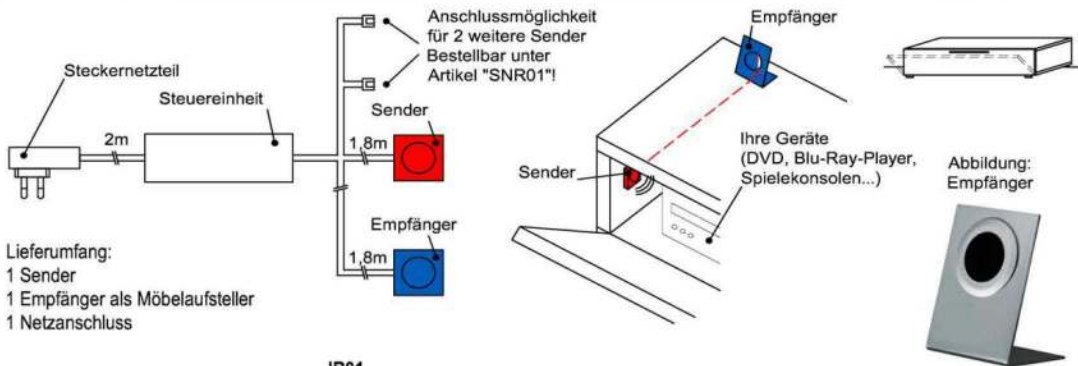 Anschlussmöglichkeit
für 2 weitere Sender
Bestellbar unter
Artikel "SNR01"!
Steckernetzteil
Steuereinheit
2m
Sender
1,8m
Empfänger
1,8m
Lieferumfang:
1 Sender
1 Empfänger als Möbelaufsteller
1 Netzanschluss
Empfänger
Sender
Ihre Geräte
(DVD, Blu-Ray-Player,
Spielekonsolen...)
Abbildung:
Empfänger